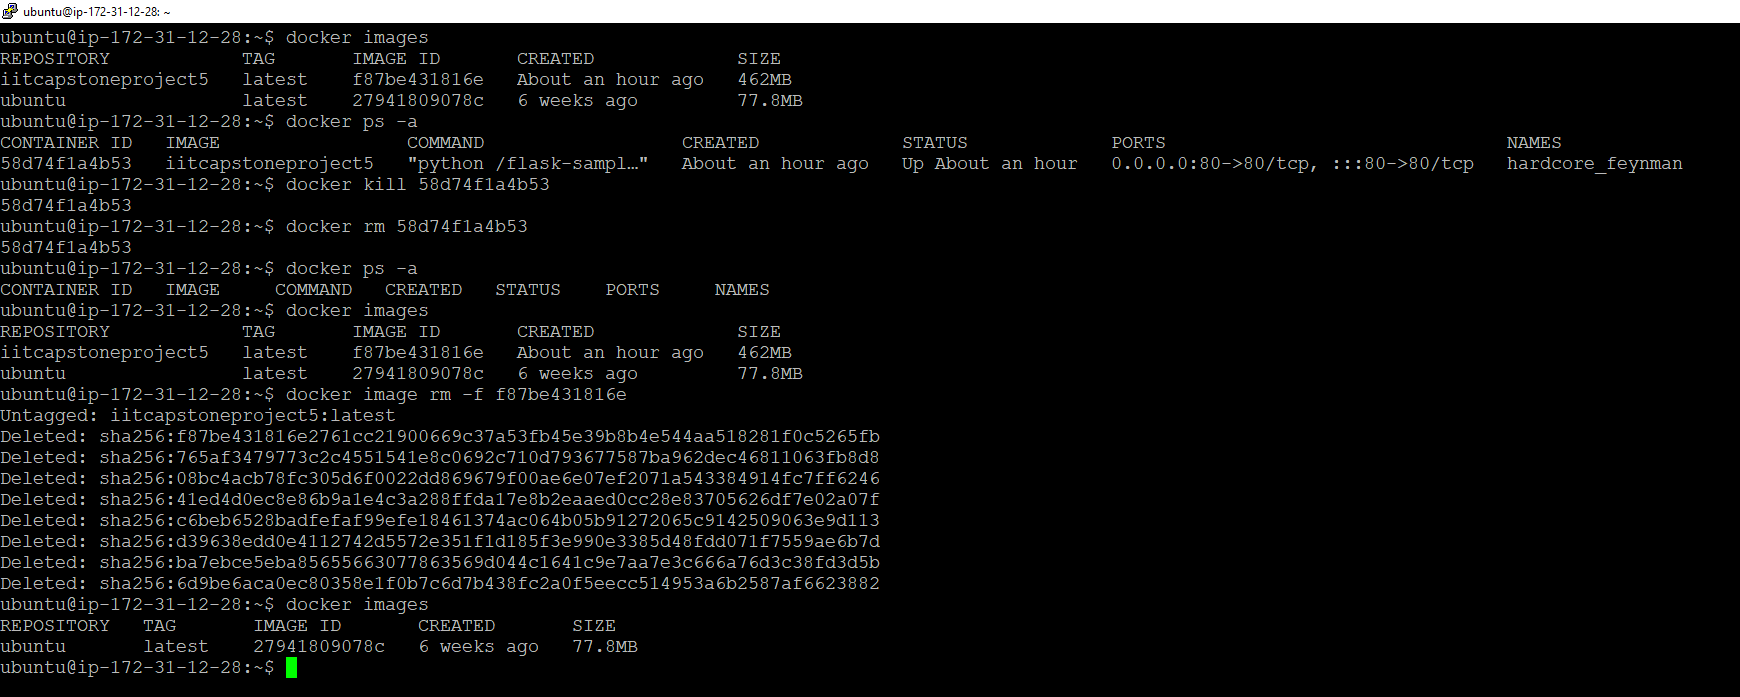 ubuntu@ip-172-31-12-28: ~
ubuntu@ip-172-31-12-28:~$ docker images
REPOSITORY            TAG       IMAGE ID       CREATED             SIZE
iitcapstoneproject5   latest    f87be431816e   About an hour ago   462MB
ubuntu                latest    27941809078c   6 weeks ago         77.8MB
ubuntu@ip-172-31-12-28:~$ docker ps -a
CONTAINER ID   IMAGE                 COMMAND                  CREATED             STATUS             PORTS                               NAMES
58d74f1a4b53   iitcapstoneproject5   "python /flask-sampl…"   About an hour ago   Up About an hour   0.0.0.0:80->80/tcp, :::80->80/tcp   hardcore_feynman
ubuntu@ip-172-31-12-28:~$ docker kill 58d74f1a4b53
58d74f1a4b53
ubuntu@ip-172-31-12-28:~$ docker rm 58d74f1a4b53
58d74f1a4b53
ubuntu@ip-172-31-12-28:~$ docker ps -a
CONTAINER ID   IMAGE     COMMAND   CREATED   STATUS    PORTS     NAMES
ubuntu@ip-172-31-12-28:~$ docker images
REPOSITORY            TAG       IMAGE ID       CREATED             SIZE
iitcapstoneproject5   latest    f87be431816e   About an hour ago   462MB
ubuntu                latest    27941809078c   6 weeks ago         77.8MB
ubuntu@ip-172-31-12-28:~$ docker image rm -f f87be431816e
Untagged: iitcapstoneproject5:latest
Deleted: sha256:f87be431816e2761cc21900669c37a53fb45e39b8b4e544aa518281f0c5265fb
Deleted: sha256:765af3479773c2c4551541e8c0692c710d793677587ba962dec46811063fb8d8
Deleted: sha256:08bc4acb78fc305d6f0022dd869679f00ae6e07ef2071a543384914fc7ff6246
Deleted: sha256:41ed4d0ec8e86b9a1e4c3a288ffda17e8b2eaaed0cc28e83705626df7e02a07f
Deleted: sha256:c6beb6528badfefaf99efe18461374ac064b05b91272065c9142509063e9d113
Deleted: sha256:d39638edd0e4112742d5572e351f1d185f3e990e3385d48fdd071f7559ae6b7d
Deleted: sha256:ba7ebce5eba85655663077863569d044c1641c9e7aa7e3c666a76d3c38fd3d5b
Deleted: sha256:6d9be6aca0ec80358e1f0b7c6d7b438fc2a0f5eecc514953a6b2587af6623882
ubuntu@ip-172-31-12-28:~$ docker images
REPOSITORY   TAG       IMAGE ID       CREATED       SIZE
ubuntu       latest    27941809078c   6 weeks ago   77.8MB
ubuntu@ip-172-31-12-28:~$